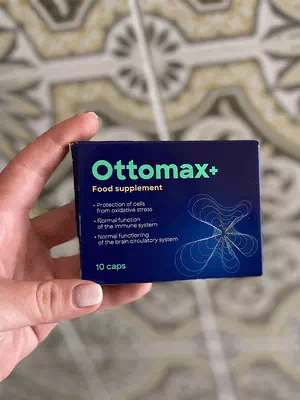 Ottomax+
Food supplement
• Protection of cells
from oxidative stress
• Normal function
of the immune system
• Normal functioning
of the brain circulatory system
10 caps